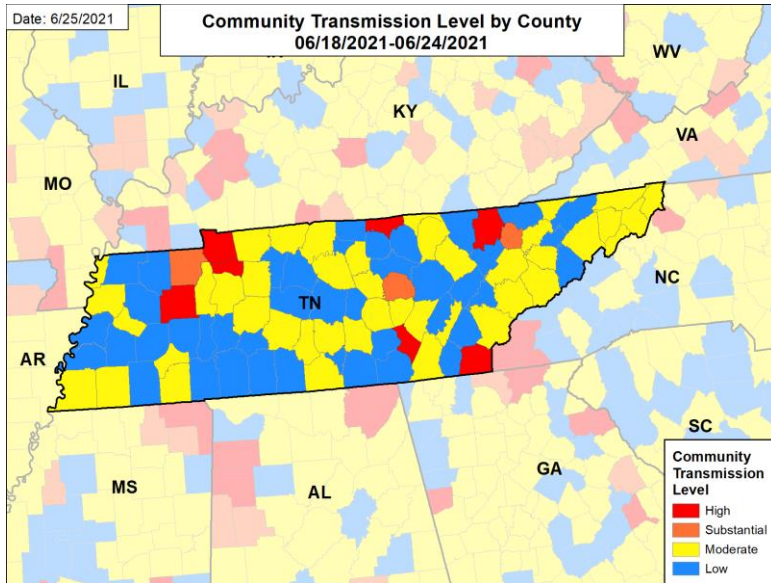 Date: 6/25/2021
Community Transmission Level by County
06/18/2021-06/24/2021
WV
IL
KY
VA
MO
TN
NC
AR
SC
MS
AL
GA
Community
Transmission
Level
High
Substantial
Moderate
Low